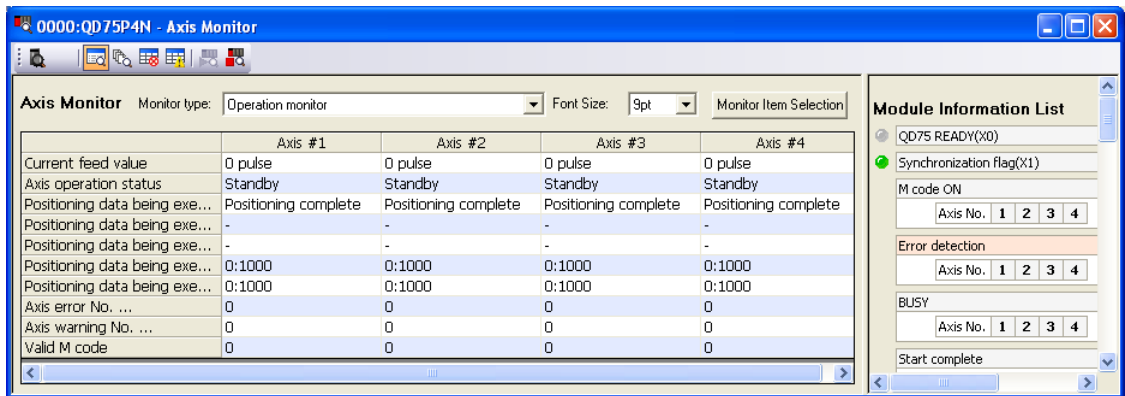 0000:QD75P4N - Axis Monitor
Axis Monitor Monitor type: Operation monitor Font Size: 9pt Monitor Item Selection
Axis #1 Axis #2 Axis #3 Axis #4
Current feed value 0 pulse 0 pulse 0 pulse 0 pulse
Axis operation status Standby Standby Standby Standby
Positioning data being exe... Positioning complete Positioning complete Positioning complete Positioning complete
Positioning data being exe... - - - -
Positioning data being exe... - - - -
Positioning data being exe... 0:1000 0:1000 0:1000 0:1000
Positioning data being exe... 0:1000 0:1000 0:1000 0:1000
Axis error No. ... 0 0 0 0
Axis warning No. ... 0 0 0 0
Valid M code 0 0 0 0
Module Information List
QD75 READY(X0)
Synchronization flag(X1)
M code ON
Axis No. 1 2 3 4
Error detection
Axis No. 1 2 3 4
BUSY
Axis No. 1 2 3 4
Start complete